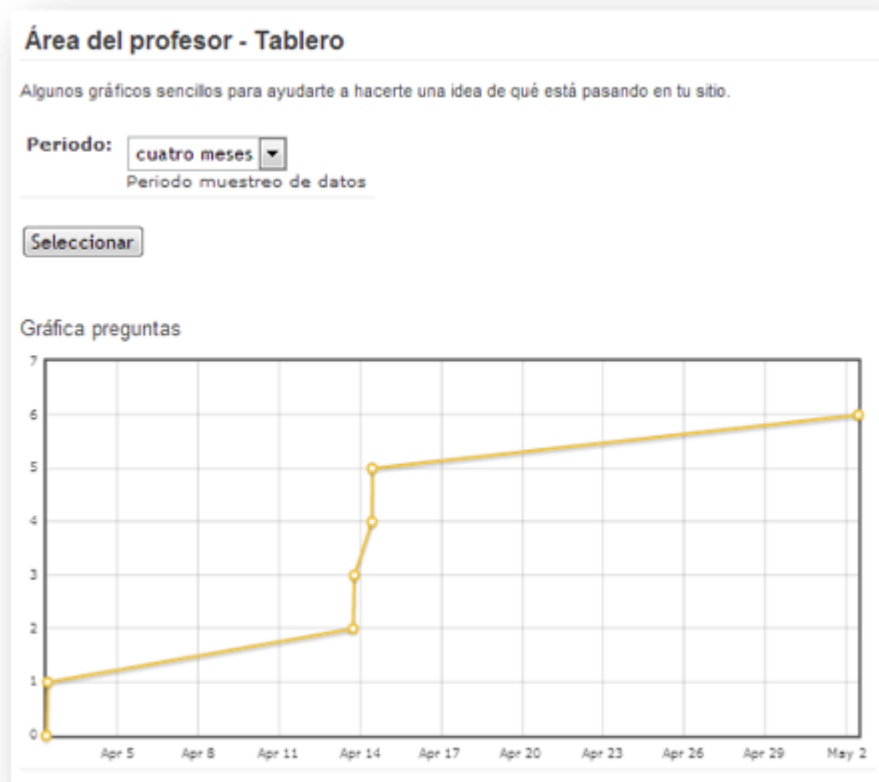 Área del profesor - Tablero
Algunos gráficos sencillos para ayudarte a hacerte una idea de qué está pasando en tu sitio.
Periodo: cuatro meses
Periodo muestreo de datos
Seleccionar
Gráfica preguntas
7
6
5
4
3
2
1
0
Apr 5 Apr 8 Apr 11 Apr 14 Apr 17 Apr 20 Apr 23 Apr 26 Apr 29 May 2